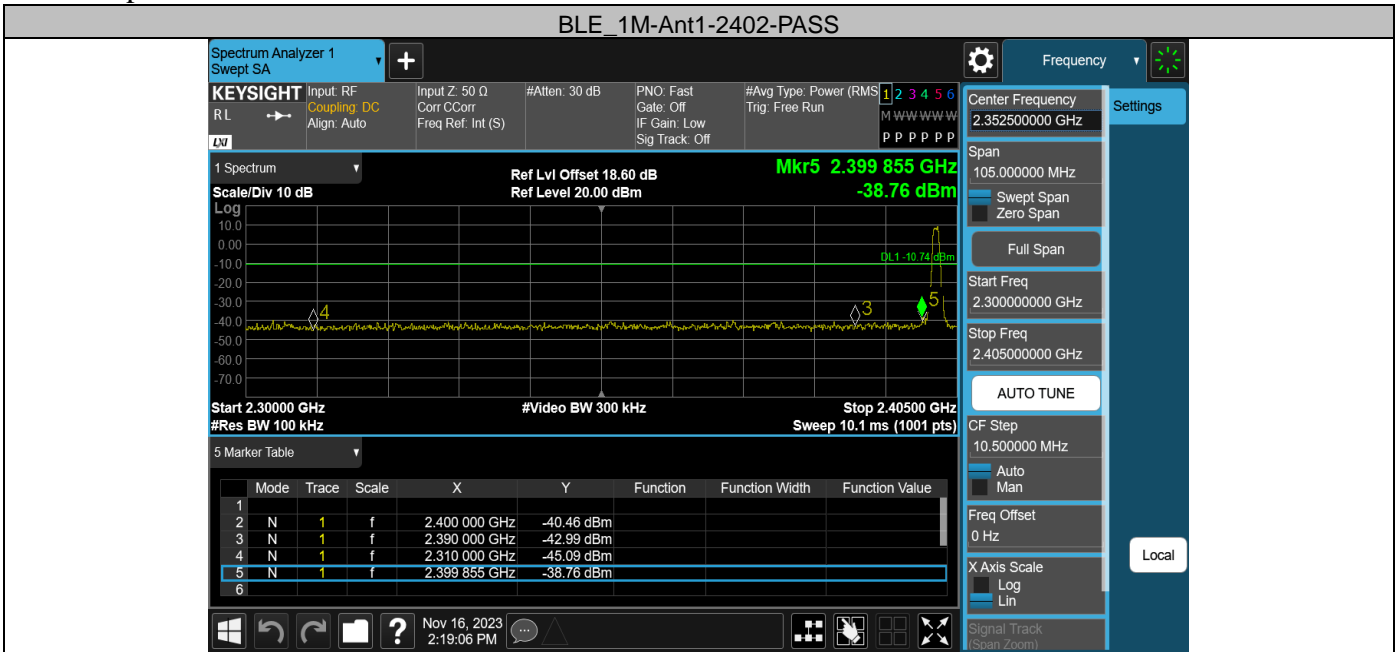 BLE_1M-Ant1-2402-PASS
Spectrum Analyzer 1
Swept SA
+
Frequency
KEYSIGHT
RL
LXI
Input: RF
Coupling: DC
Align: Auto
Input Z: 50 Ω
Corr CCorr
Freq Ref: Int (S)
#Atten: 30 dB
PNO: Fast
Gate: Off
IF Gain: Low
Sig Track: Off
#Avg Type: Power (RMS
Trig: Free Run
1 2 3 4 5 6
M W W W W W
P P P P P P
1 Spectrum
Scale/Div 10 dB
Log
Ref Lvl Offset 18.60 dB
Ref Level 20.00 dBm
Mkr5 2.399 855 GHz
-38.76 dBm
10.0
0.00
-10.0
-20.0
-30.0
-40.0
-50.0
-60.0
-70.0
DL1 -10.74 dBm
4
3
5
Start 2.30000 GHz
#Res BW 100 kHz
#Video BW 300 kHz
Stop 2.40500 GHz
Sweep 10.1 ms (1001 pts)
5 Marker Table
Mode Trace Scale X Y Function Function Width Function Value
1
2 N 1 f 2.400 000 GHz -40.46 dBm
3 N 1 f 2.390 000 GHz -42.99 dBm
4 N 1 f 2.310 000 GHz -45.09 dBm
5 N 1 f 2.399 855 GHz -38.76 dBm
6
?
Nov 16, 2023
2:19:06 PM
Center Frequency
2.352500000 GHz
Settings
Span
105.000000 MHz
Swept Span
Zero Span
Full Span
Start Freq
2.300000000 GHz
Stop Freq
2.405000000 GHz
AUTO TUNE
CF Step
10.500000 MHz
Auto
Man
Freq Offset
0 Hz
X Axis Scale
Log
Lin
Local
Signal Track
(Span Zoom)